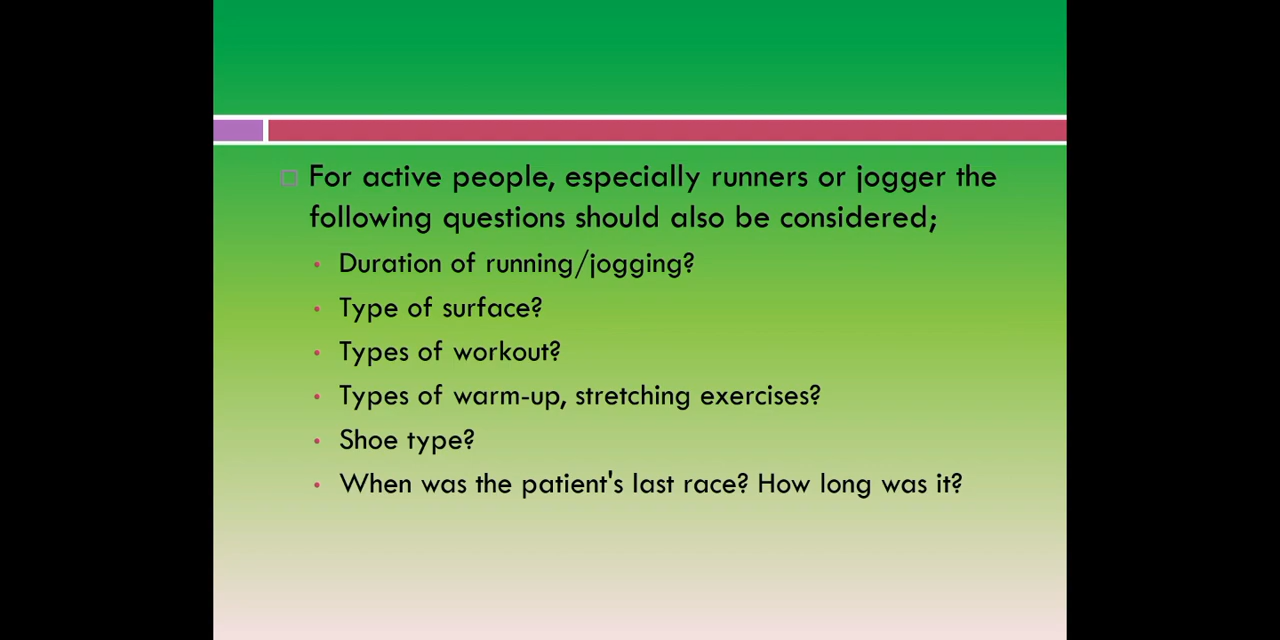 For active people, especially runners or jogger the
following questions should also be considered;
• Duration of running/jogging?
• Type of surface?
• Types of workout?
• Types of warm-up, stretching exercises?
• Shoe type?
• When was the patient's last race? How long was it?